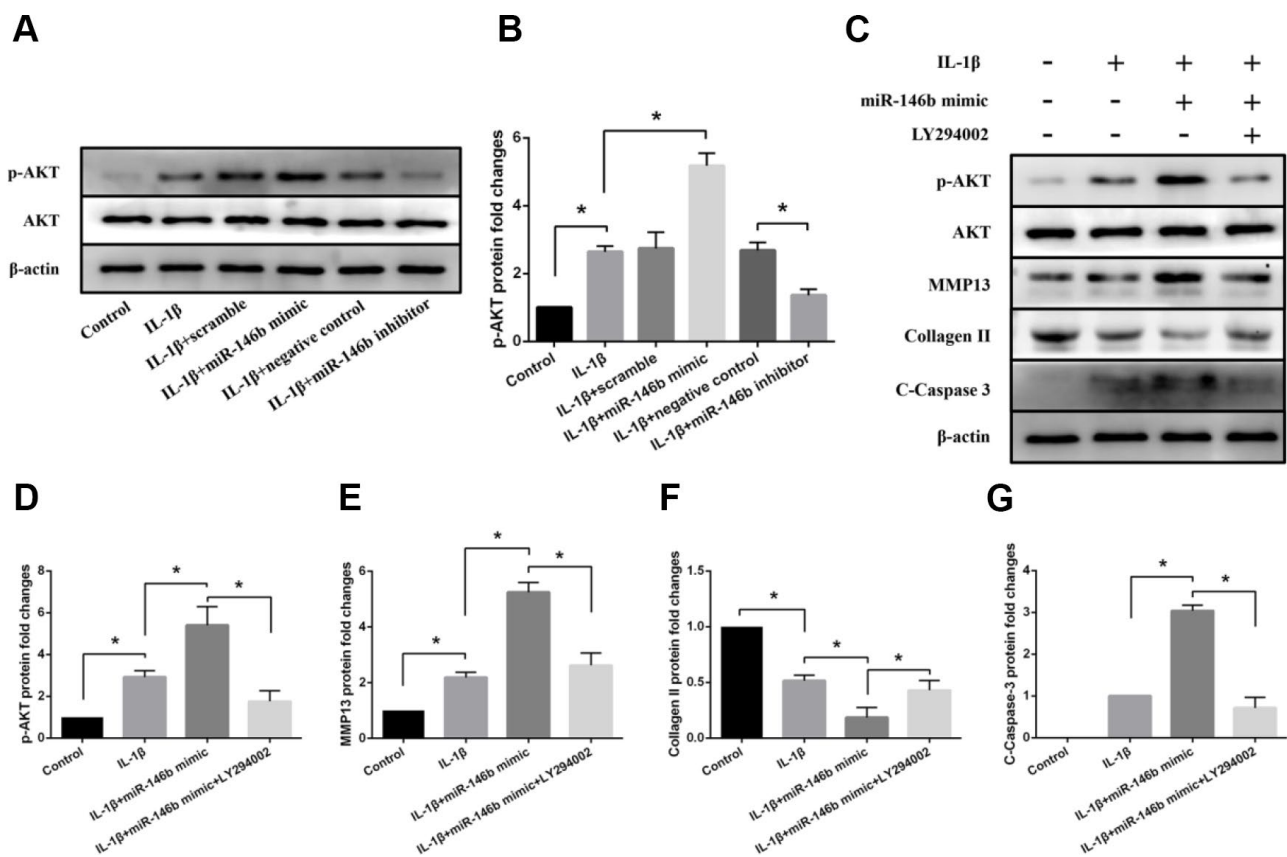 A
p-AKT
AKT
β-actin
Control
IL-1β
IL-1β+scramble
IL-1β+miR-146b mimic
IL-1β+negative control
IL-1β+miR-146b inhibitor
B
p-AKT protein fold changes
6
4
2
0
*
*
*
Control
IL-1β
IL-1β+scramble
IL-1β+miR-146b mimic
IL-1β+negative control
IL-1β+miR-146b inhibitor
C
IL-1β - + + +
miR-146b mimic - - + +
LY294002 - - - +
p-AKT
AKT
MMP13
Collagen II
C-Caspase 3
β-actin
D
p-AKT protein fold changes
8
6
4
2
0
*
*
*
Control
IL-1β
IL-1β+miR-146b mimic
IL-1β+miR-146b mimic+LY294002
E
MMP13 protein fold changes
6
4
2
0
*
*
*
Control
IL-1β
IL-1β+miR-146b mimic
IL-1β+miR-146b mimic+LY294002
F
Collagen II protein fold changes
1.5
1.0
0.5
0.0
*
*
*
Control
IL-1β
IL-1β+miR-146b mimic
IL-1β+miR-146b mimic+LY294002
G
C-Caspase-3 protein fold changes
4
3
2
1
0
*
*
Control
IL-1β
IL-1β+miR-146b mimic
IL-1β+miR-146b mimic+LY294002